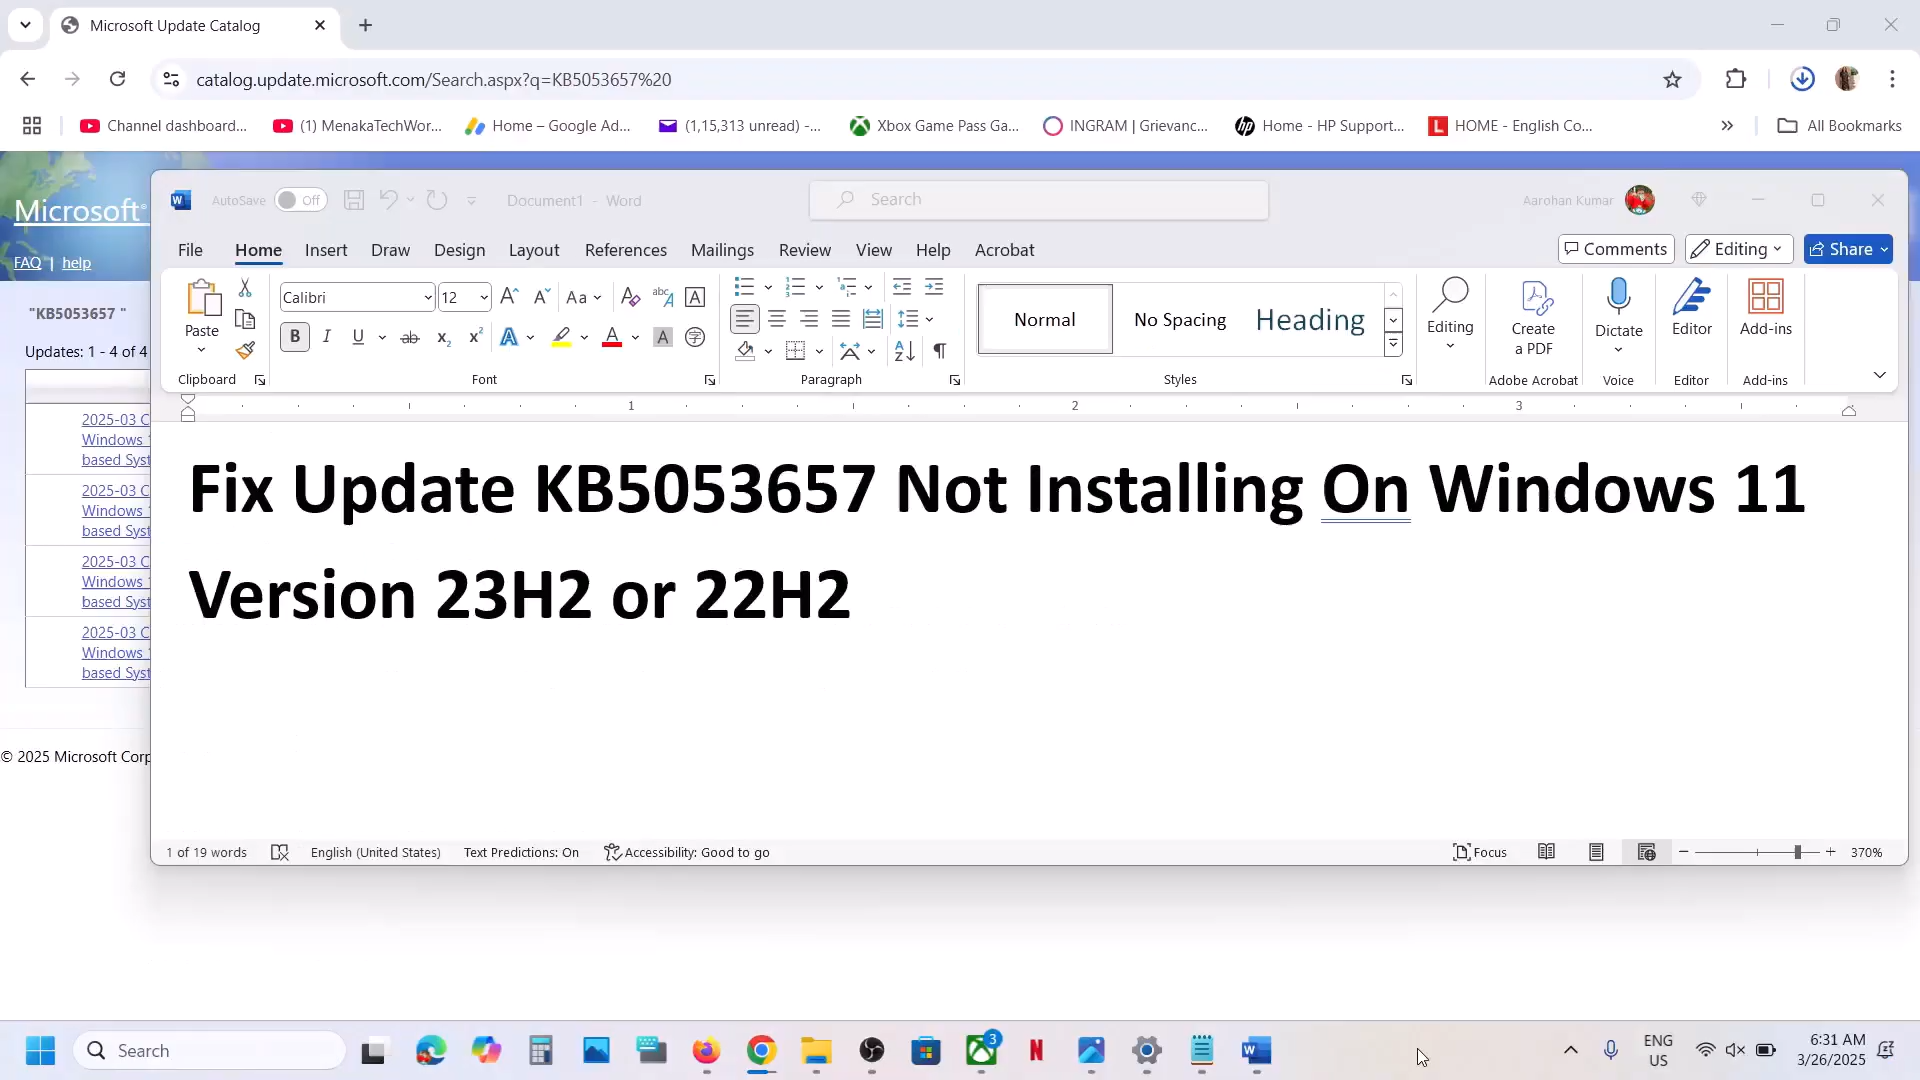 Microsoft Update Catalog
catalog.update.microsoft.com/Search.aspx?q=KB5053657%20
Channel dashboard... (1) MenakaTechWor... Home – Google Ad... (1,15,313 unread) -... Xbox Game Pass Ga... INGRAM | Grievanc... Home - HP Support... HOME - English Co... » All Bookmarks
Microsoft
FAQ | help
"KB5053657 "
Updates: 1 - 4 of 4
2025-03 C
Windows 1
based Syst
2025-03 C
Windows 1
based Syst
2025-03 C
Windows 1
based Syst
2025-03 C
Windows 1
based Syst
© 2025 Microsoft Corp
AutoSave Off Document1 - Word Search Aarohan Kumar
File Home Insert Draw Design Layout References Mailings Review View Help Acrobat Comments Editing Share
Paste Calibri 12 Normal No Spacing Heading Editing Create a PDF Dictate Editor Add-ins
Clipboard Font Paragraph Styles Adobe Acrobat Voice Editor Add-ins
1 2 3
Fix Update KB5053657 Not Installing On Windows 11
Version 23H2 or 22H2
1 of 19 words English (United States) Text Predictions: On Accessibility: Good to go Focus 370%
Search 3 ENG US 6:31 AM 3/26/2025